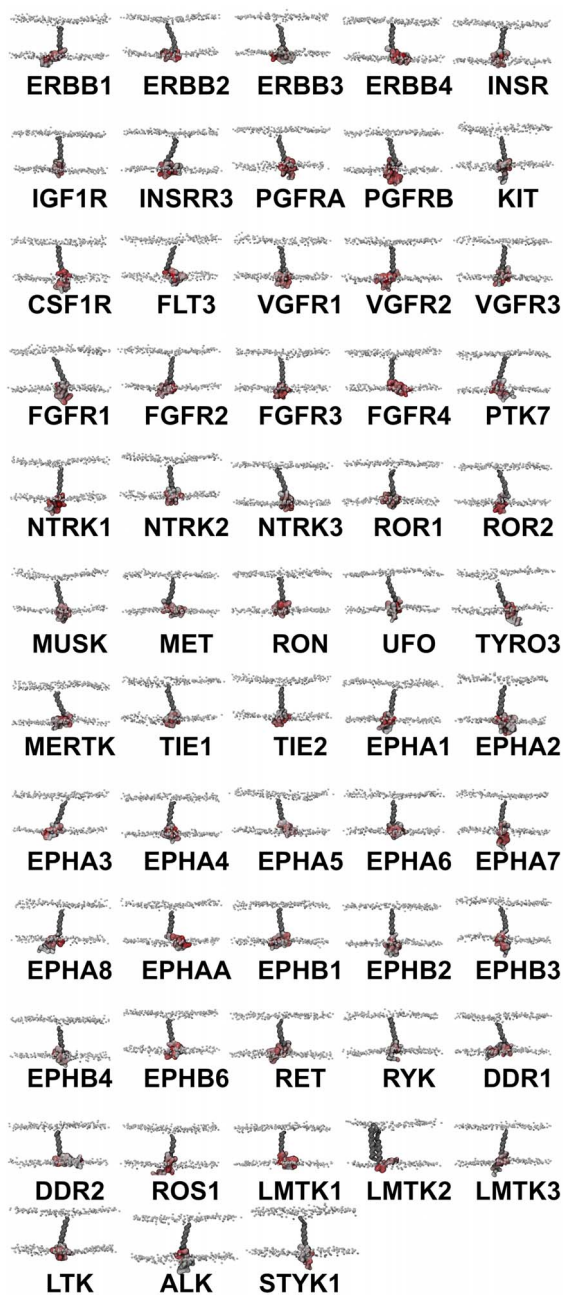 ERBB1 ERBB2 ERBB3 ERBB4 INSR
IGF1R INSRR3 PGFRA PGFRB KIT
CSF1R FLT3 VGFR1 VGFR2 VGFR3
FGFR1 FGFR2 FGFR3 FGFR4 PTK7
NTRK1 NTRK2 NTRK3 ROR1 ROR2
MUSK MET RON UFO TYRO3
MERTK TIE1 TIE2 EPHA1 EPHA2
EPHA3 EPHA4 EPHA5 EPHA6 EPHA7
EPHA8 EPHAA EPHB1 EPHB2 EPHB3
EPHB4 EPHB6 RET RYK DDR1
DDR2 ROS1 LMTK1 LMTK2 LMTK3
LTK ALK STYK1